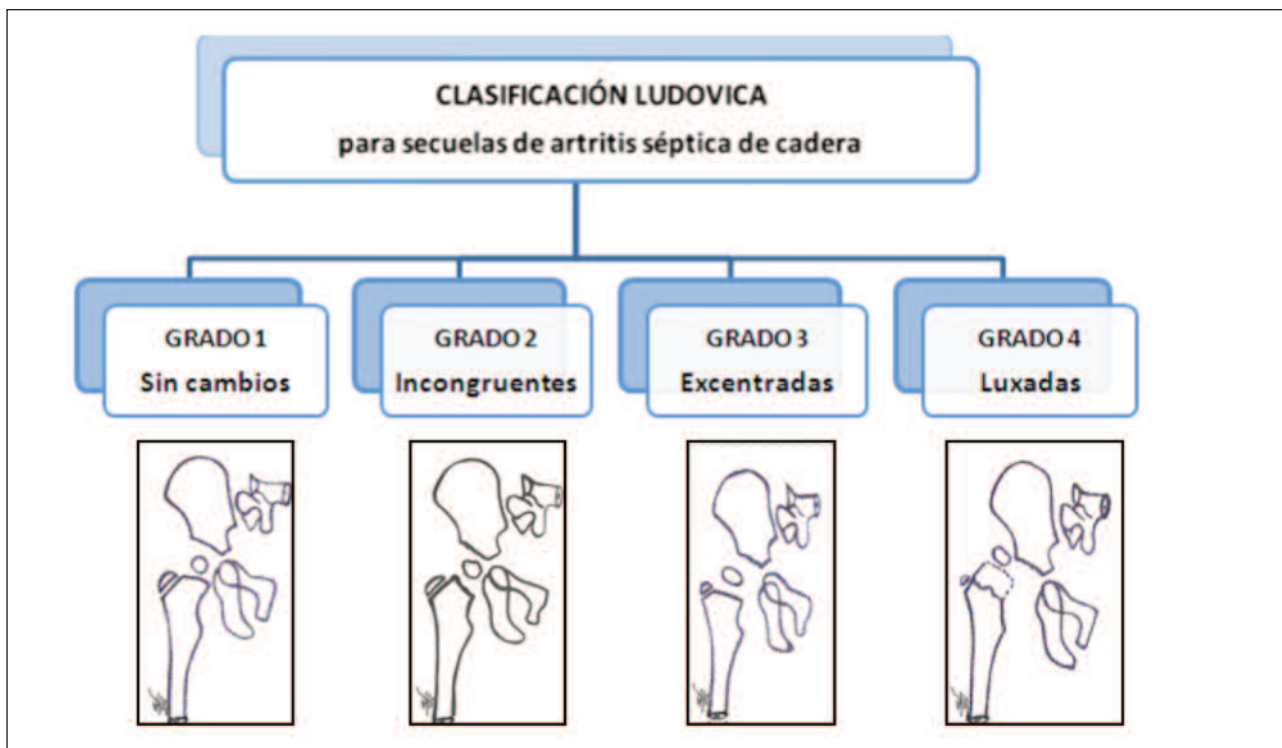 CLASIFICACIÓN LUDOVICA
para secuelas de artritis séptica de cadera
GRADO 1
Sin cambios
GRADO 2
Incongruentes
GRADO 3
Excentradas
GRADO 4
Luxadas